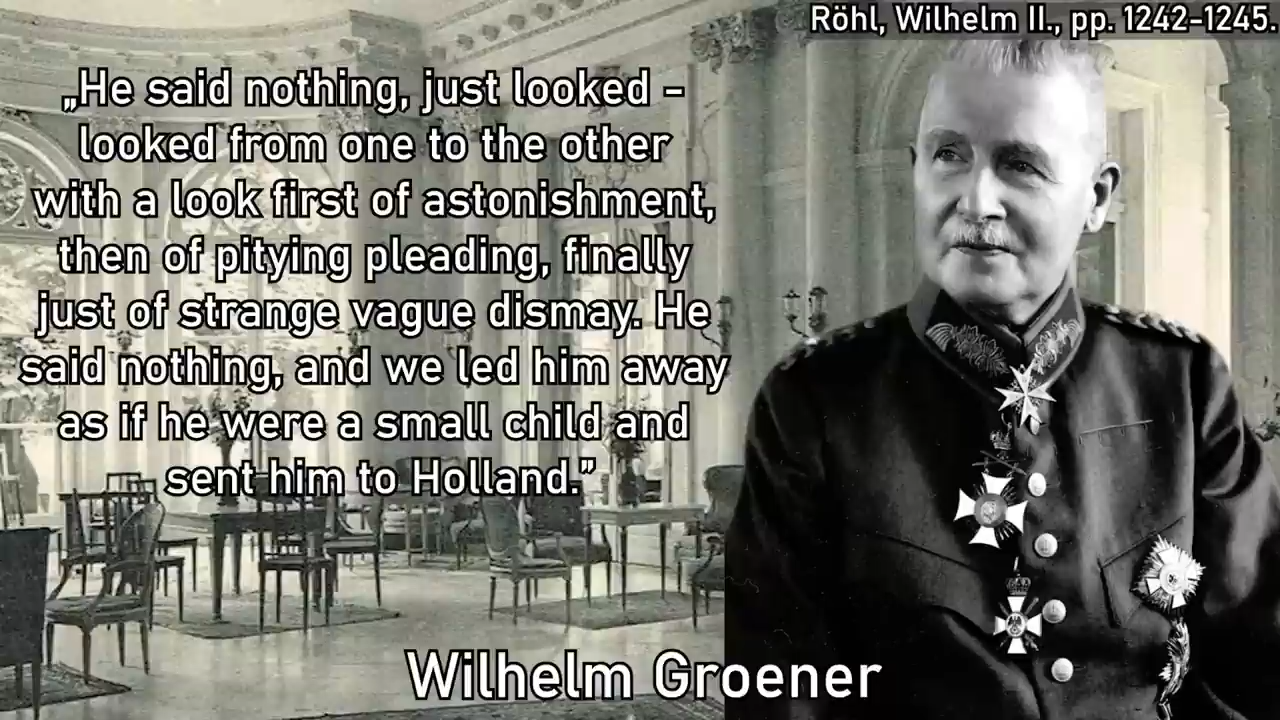 Röhl, Wilhelm II., pp. 1242-1245.
„He said nothing, just looked –
looked from one to the other
with a look first of astonishment,
then of pitying pleading, finally
just of strange vague dismay. He
said nothing, and we led him away
as if he were a small child and
sent him to Holland.”
Wilhelm Groener